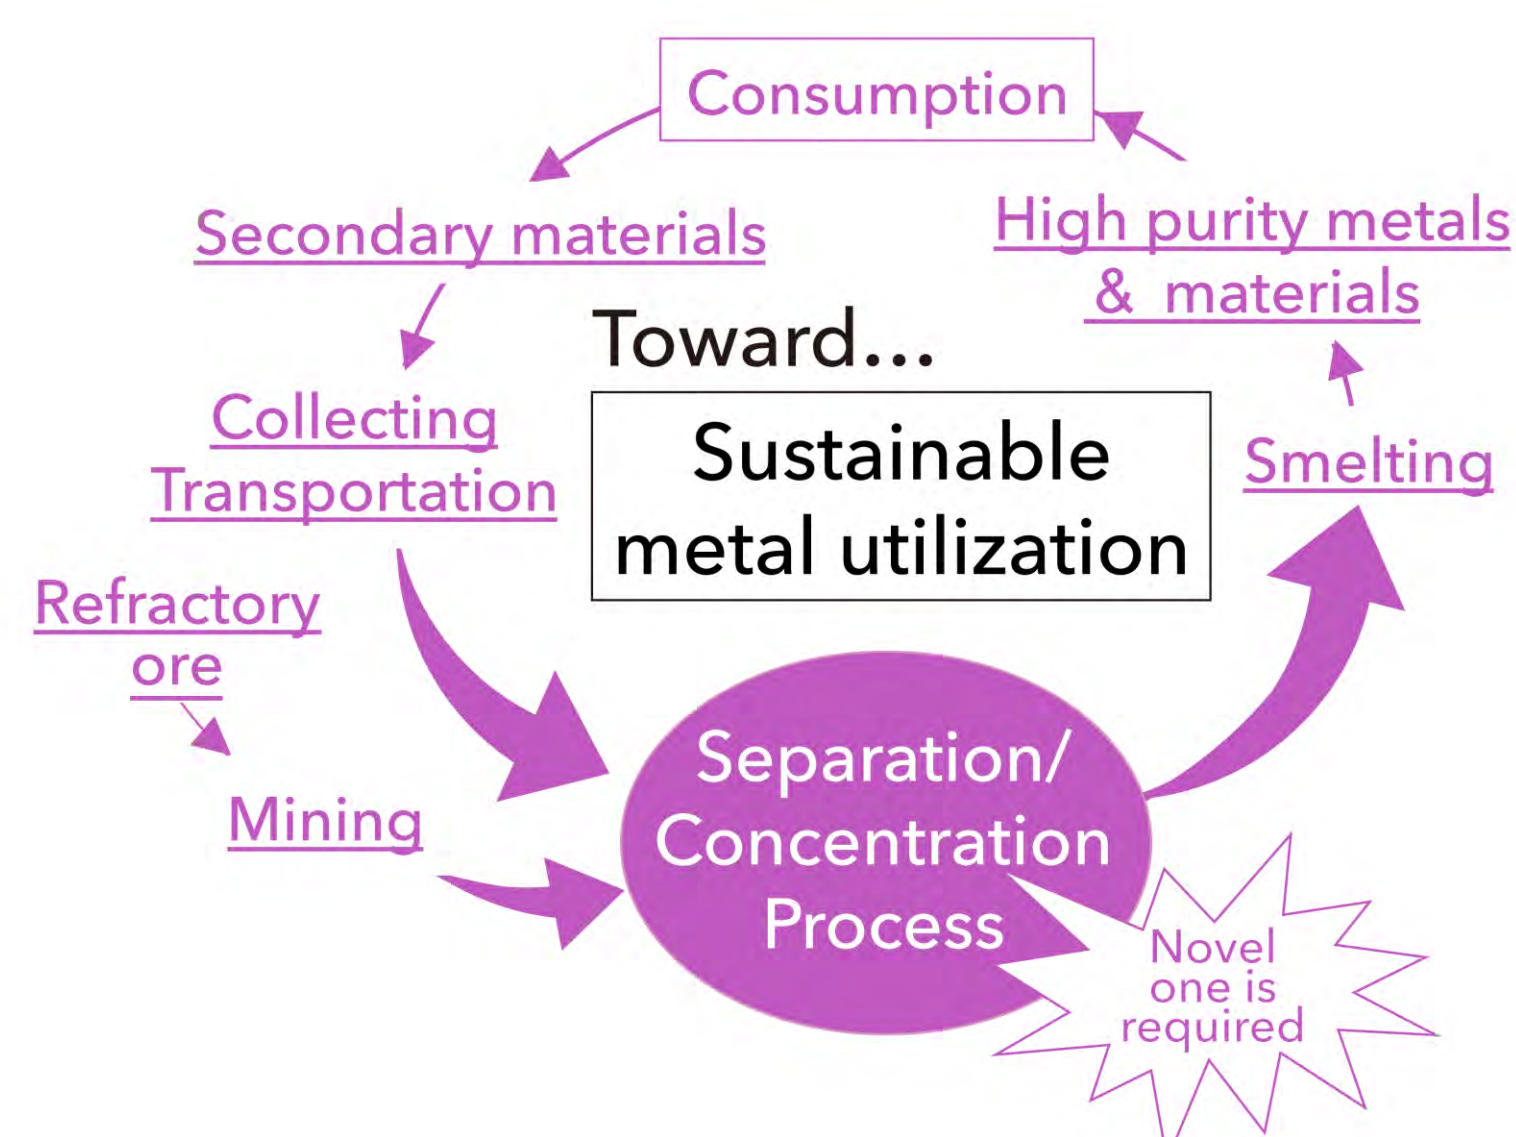 Consumption
Secondary materials
High purity metals
& materials
Toward...
Collecting
Transportation
Sustainable
metal utilization
Smelting
Refractory
ore
Mining
Separation/
Concentration
Process
Novel
one is
required